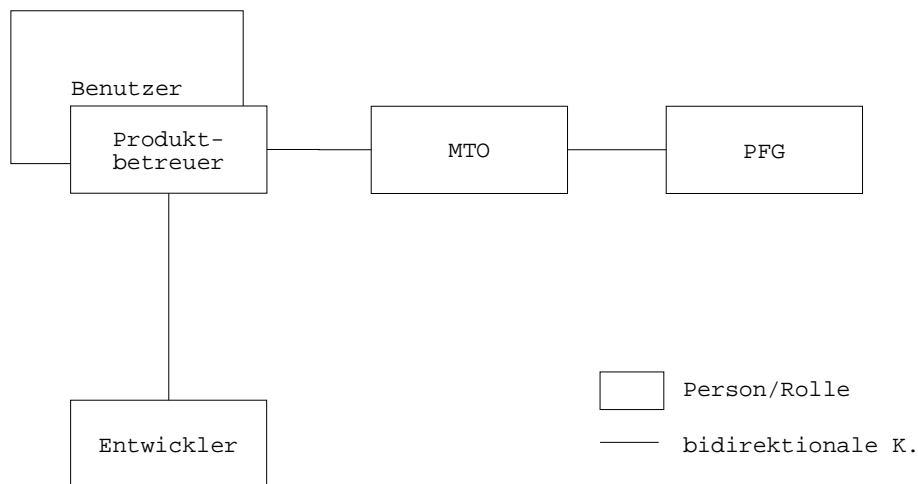 Benutzer
Produkt-
betreuer
MTO
PFG
Person/Rolle
Entwickler
bidirektionale K.